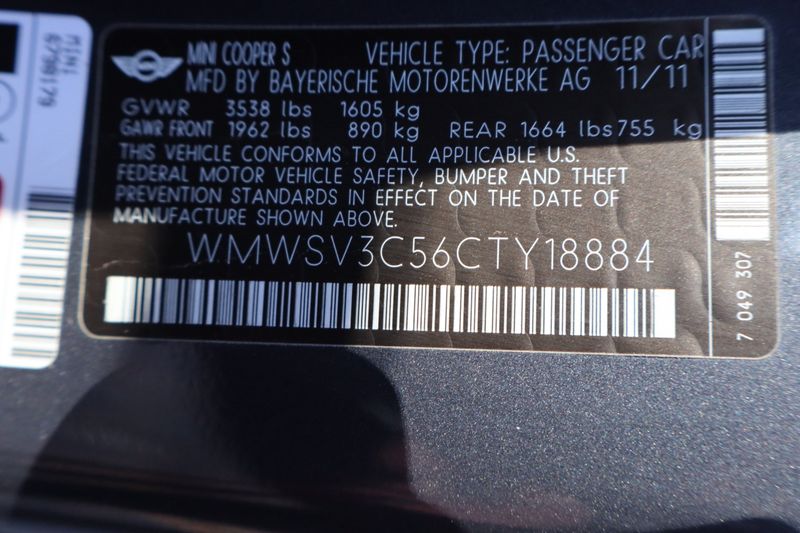 MINI COOPER S VEHICLE TYPE: PASSENGER CAR
MFD BY BAYERISCHE MOTORENWERKE AG 11/11
GVWR 3538 lbs 1605 kg
GAWR FRONT 1962 lbs 890 kg REAR 1664 lbs 755 kg
THIS VEHICLE CONFORMS TO ALL APPLICABLE U.S.
FEDERAL MOTOR VEHICLE SAFETY, BUMPER AND THEFT
PREVENTION STANDARDS IN EFFECT ON THE DATE OF
MANUFACTURE SHOWN ABOVE.
WMWSV3C56CTY18884
7 049 307
MINI
6798179